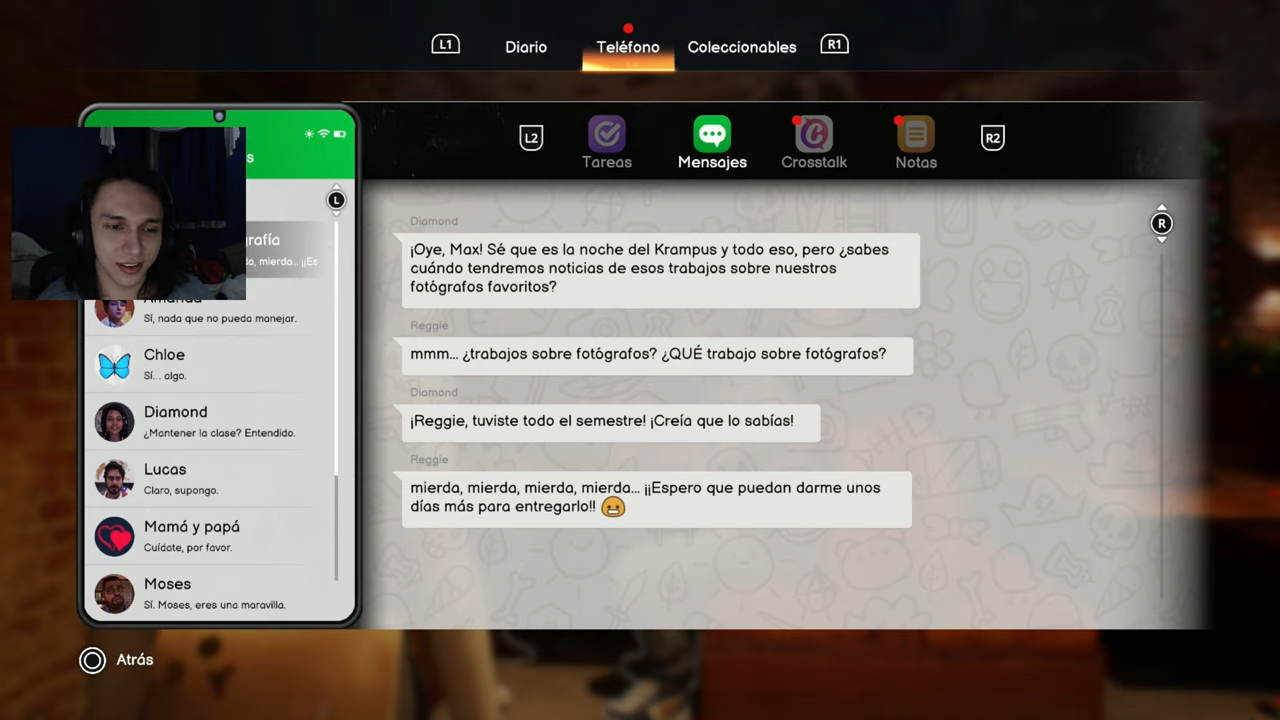 L1
Diario
Teléfono
Coleccionables
R1
L2
Tareas
Mensajes
Crosstalk
Notas
R2
s
L
R
grafía
a, mierda... ¡¡Es
Amanda
Sí, nada que no pueda manejar.
Chloe
Sí... algo.
Diamond
¿Mantener la clase? Entendido.
Lucas
Claro, supongo.
Mamá y papá
Cuídate, por favor.
Moses
Sí. Moses, eres una maravilla.
Diamond
¡Oye, Max! Sé que es la noche del Krampus y todo eso, pero ¿sabes
cuándo tendremos noticias de esos trabajos sobre nuestros
fotógrafos favoritos?
Reggie
mmm... ¿trabajos sobre fotógrafos? ¿QUÉ trabajo sobre fotógrafos?
Diamond
¡Reggie, tuviste todo el semestre! ¡Creía que lo sabías!
Reggie
mierda, mierda, mierda, mierda... ¡¡Espero que puedan darme unos
días más para entregarlo!!
Atrás